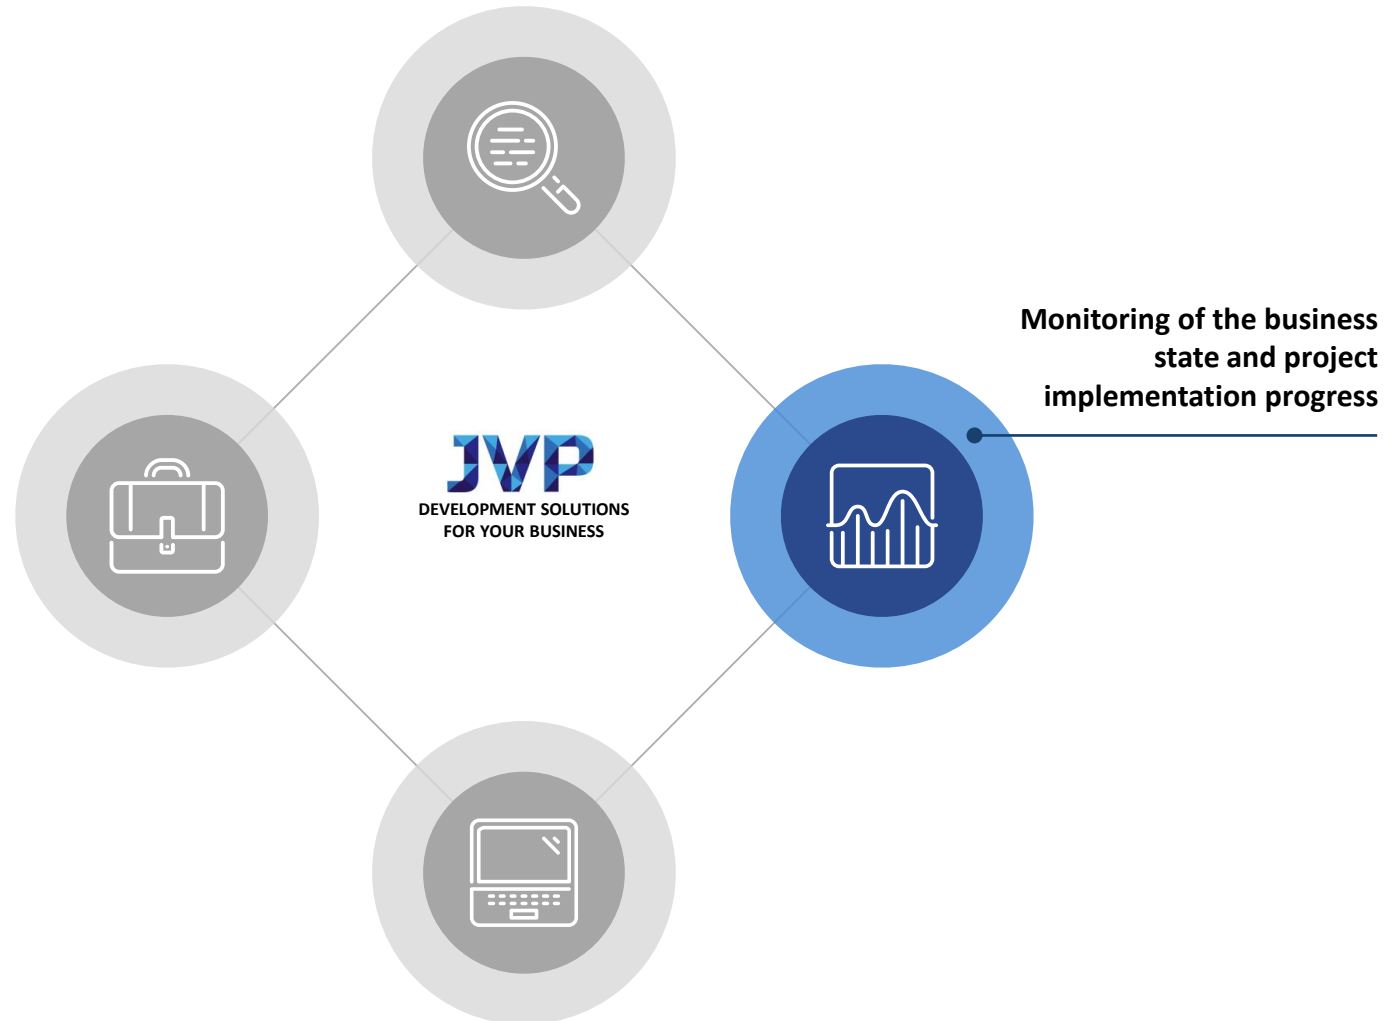 Monitoring of the business
state and project
implementation progress
JVP
DEVELOPMENT SOLUTIONS
FOR YOUR BUSINESS